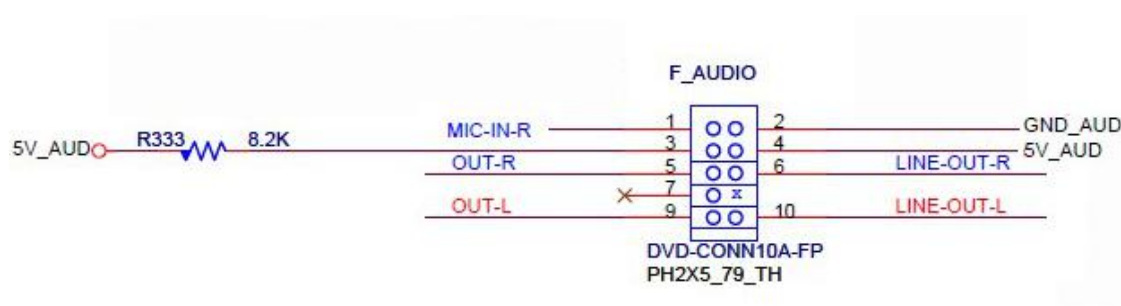 F_AUDIO
MIC-IN-R 1 2 GND_AUD
5V_AUD R333 8.2K 3 4 5V_AUD
OUT-R 5 6 LINE-OUT-R
7 x
OUT-L 9 10 LINE-OUT-L
DVD-CONN10A-FP
PH2X5_79_TH